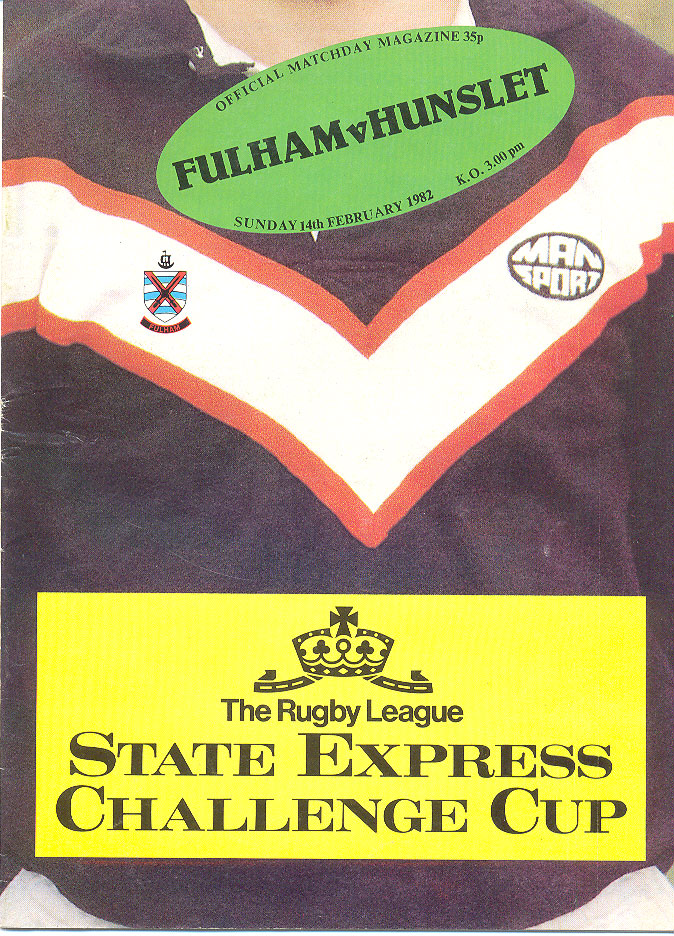 OFFICIAL MATCHDAY MAGAZINE 35p
FULHAM v HUNSLET
SUNDAY 14th FEBRUARY 1982 K.O. 3.00 pm
MAN
SPORT
FULHAM
The Rugby League
STATE EXPRESS
CHALLENGE CUP